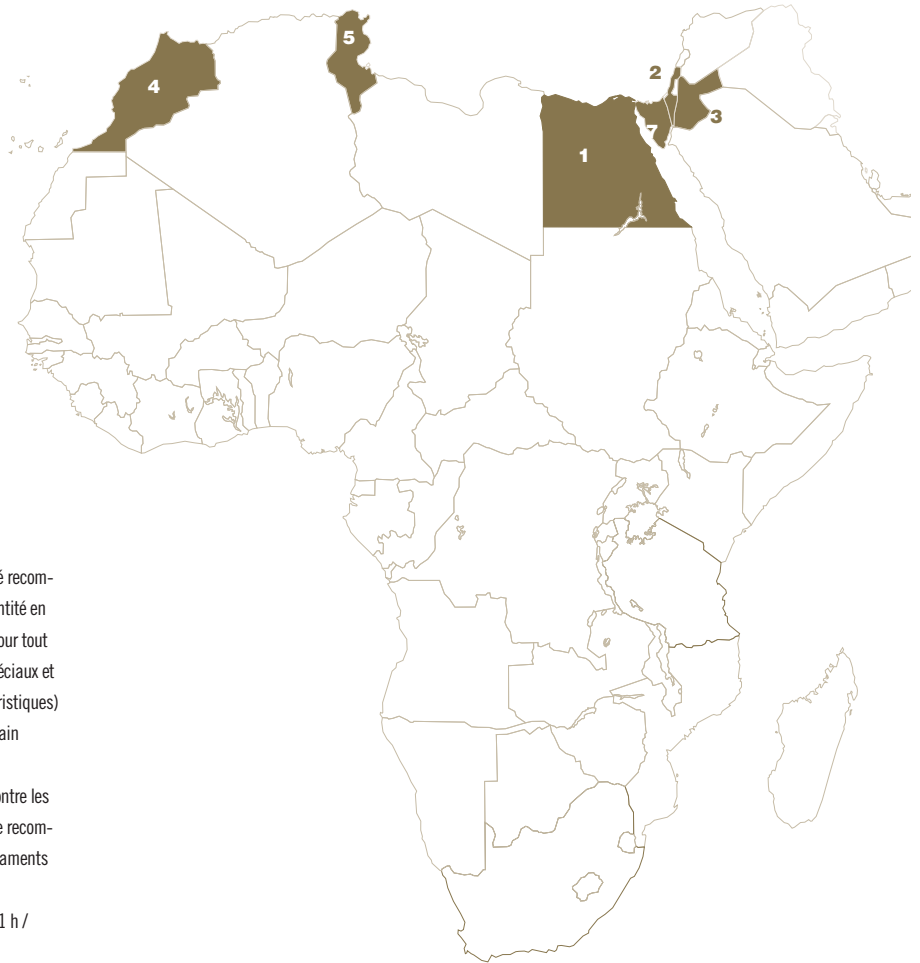 5
2
4
3
7
1
é recom-
ntité en
our tout
éciaux et
ristiques)
ain
ontre les
e recom-
aments
1 h /